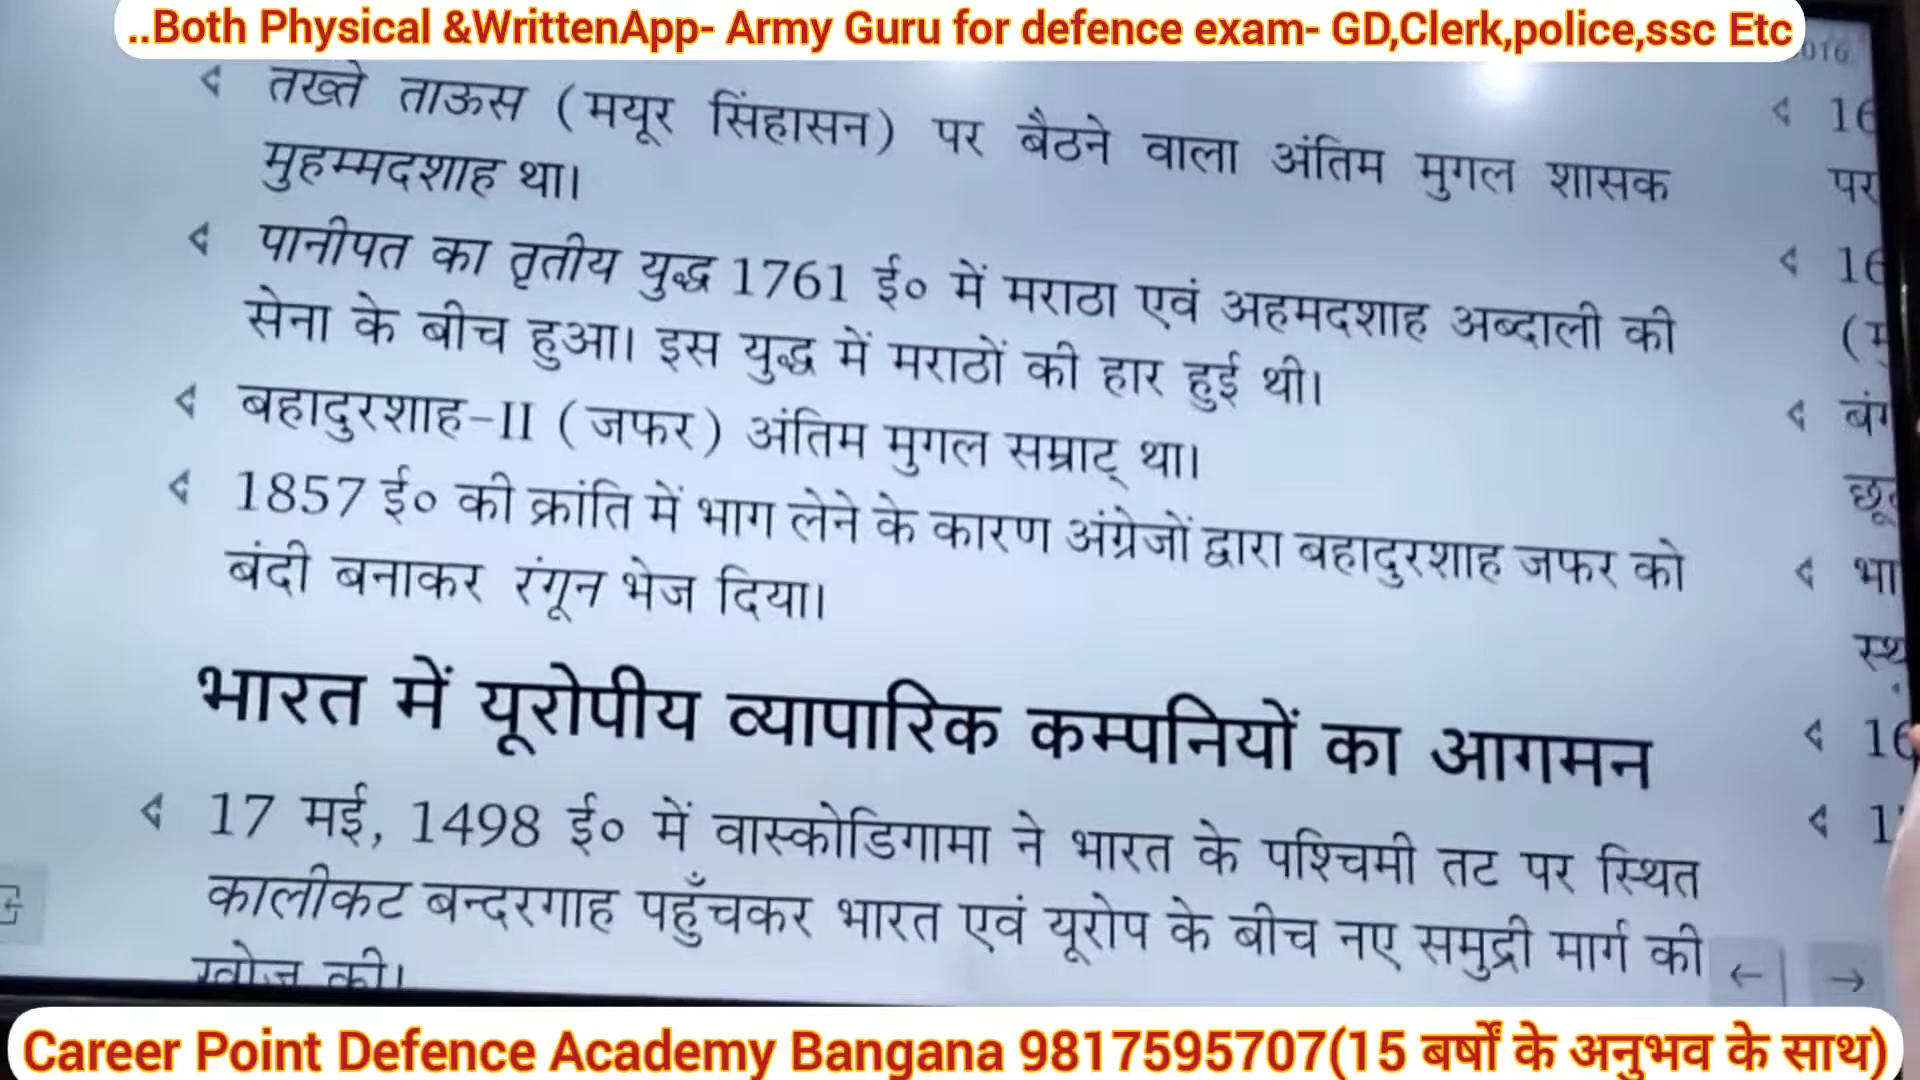 ..Both Physical &WrittenApp- Army Guru for defence exam- GD,Clerk,police,ssc Etc
तख्ते ताऊस (मयूर सिंहासन) पर बैठने वाला अंतिम मुगल शासक
मुहम्मदशाह था।
पानीपत का तृतीय युद्ध 1761 ई० में मराठा एवं अहमदशाह अब्दाली की
सेना के बीच हुआ। इस युद्ध में मराठों की हार हुई थी।
बहादुरशाह-II (जफर) अंतिम मुगल सम्राट् था।
1857 ई० की क्रांति में भाग लेने के कारण अंग्रेजों द्वारा बहादुरशाह जफर को
बंदी बनाकर रंगून भेज दिया।
भारत में यूरोपीय व्यापारिक कम्पनियों का आगमन
17 मई, 1498 ई० में वास्कोडिगामा ने भारत के पश्चिमी तट पर स्थित
कालीकट बन्दरगाह पहुँचकर भारत एवं यूरोप के बीच नए समुद्री मार्ग की
खोज की।
पर
Career Point Defence Academy Bangana 9817595707(15 बर्षों के अनुभव के साथ)